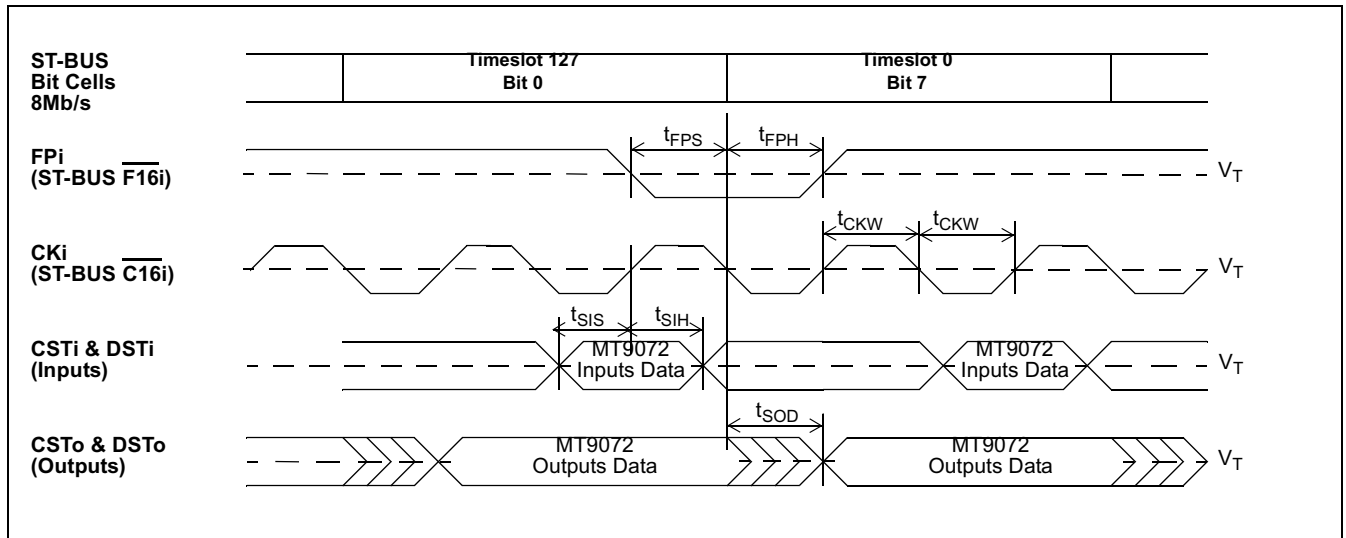 ST-BUS
Bit Cells
8Mb/s
Timeslot 127
Bit 0
Timeslot 0
Bit 7
FPi
(ST-BUS F16i)
tFPS
tFPH
VT
CKi
(ST-BUS C16i)
tCKW
tCKW
VT
CSTi & DSTi
(Inputs)
tSIS
tSIH
MT9072
Inputs Data
MT9072
Inputs Data
VT
CSTo & DSTo
(Outputs)
tSOD
MT9072
Outputs Data
MT9072
Outputs Data
VT